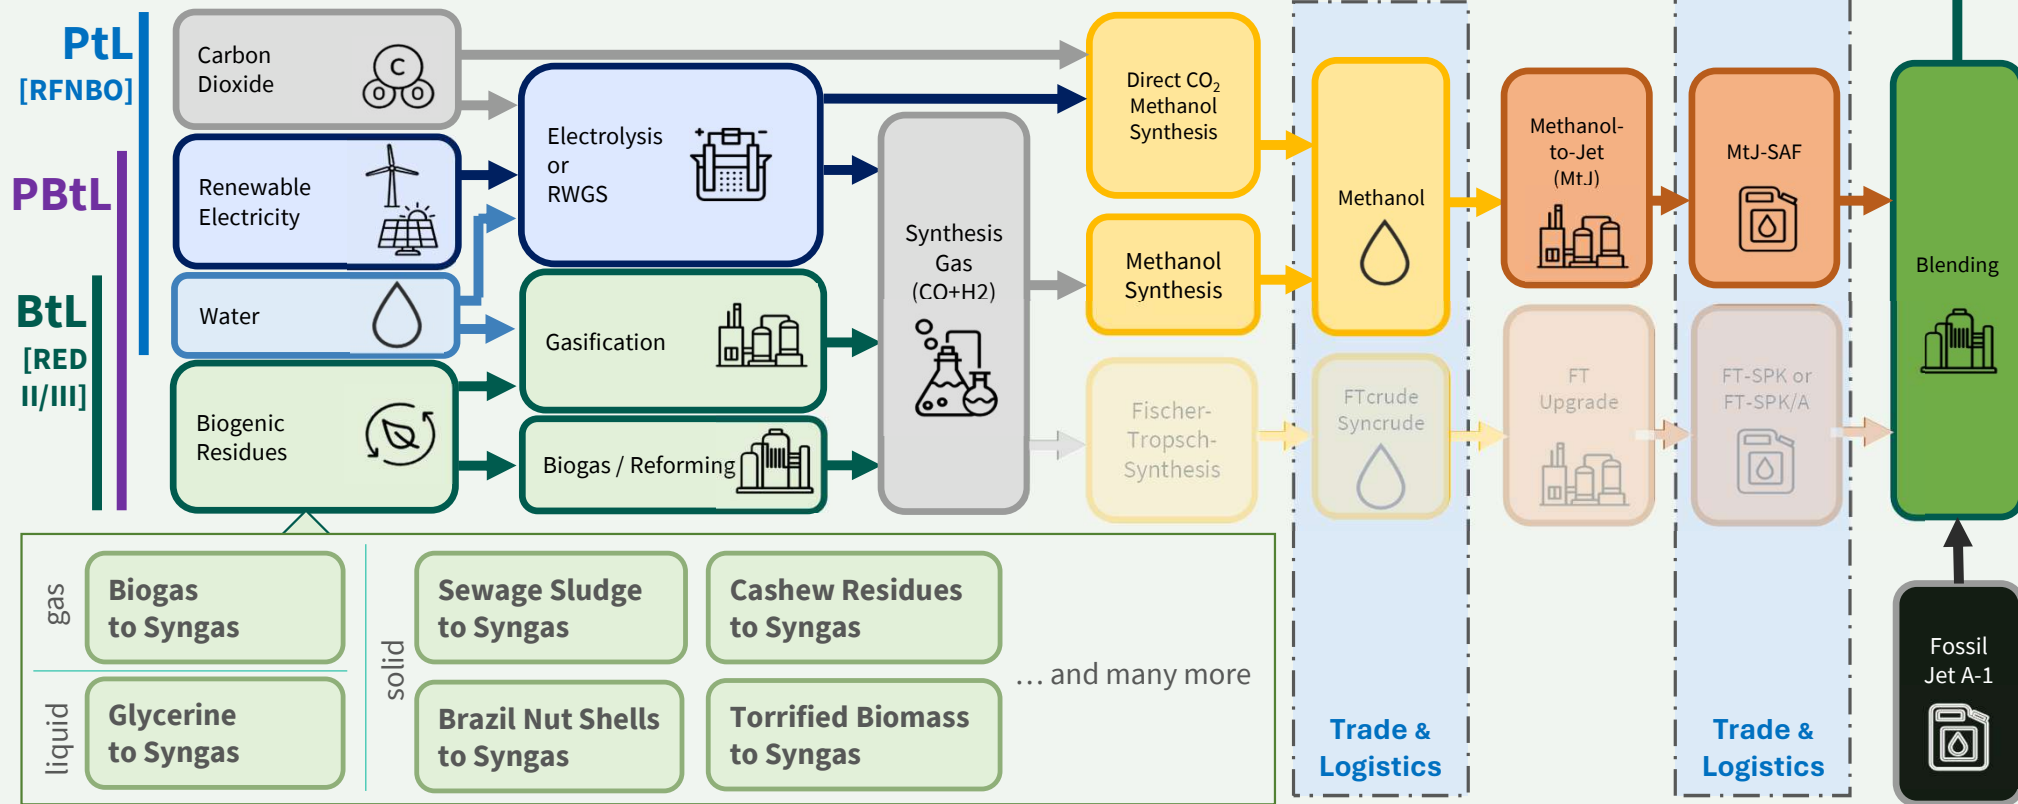 PtL
[RFNBO]
PBtL
BtL
[RED
II/III]
Carbon
Dioxide
C
O O
Renewable
Electricity
Water
Biogenic
Residues
Electrolysis
or
RWGS
Gasification
Biogas / Reforming
Synthesis
Gas
(CO+H2)
Direct CO₂
Methanol
Synthesis
Methanol
Synthesis
Fischer-
Tropsch-
Synthesis
Methanol
FTcrude
Syncrude
Methanol-
to-Jet
(MtJ)
FT
Upgrade
MtJ-SAF
FT-SPK or
FT-SPK/A
Blending
Fossil
Jet A-1
Trade &
Logistics
Trade &
Logistics
gas
Biogas
to Syngas
liquid
Glycerine
to Syngas
solid
Sewage Sludge
to Syngas
Cashew Residues
to Syngas
Brazil Nut Shells
to Syngas
Torrified Biomass
to Syngas
... and many more